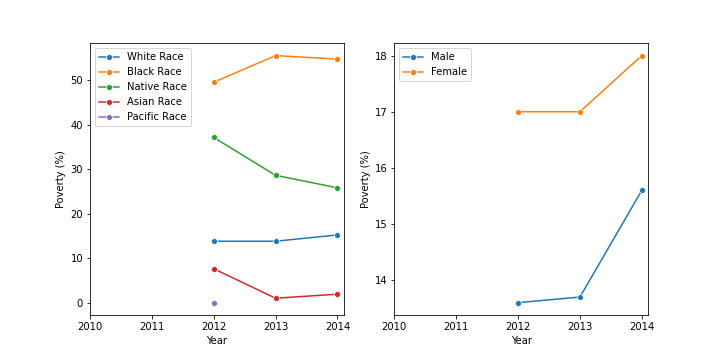 White Race
Black Race
Native Race
Asian Race
Pacific Race
50
40
30
20
10
0
Poverty (%)
2010 2011 2012 2013 2014
Year
Male
Female
18
17
16
15
14
Poverty (%)
2010 2011 2012 2013 2014
Year